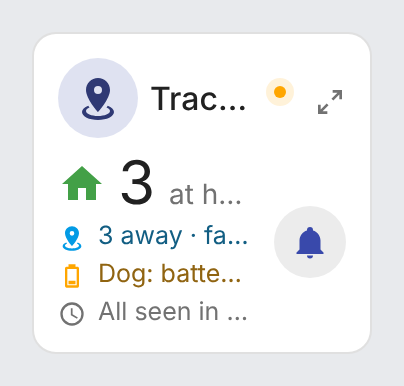 Trac...
3 at h...
3 away · fa...
Dog: batte...
All seen in ...